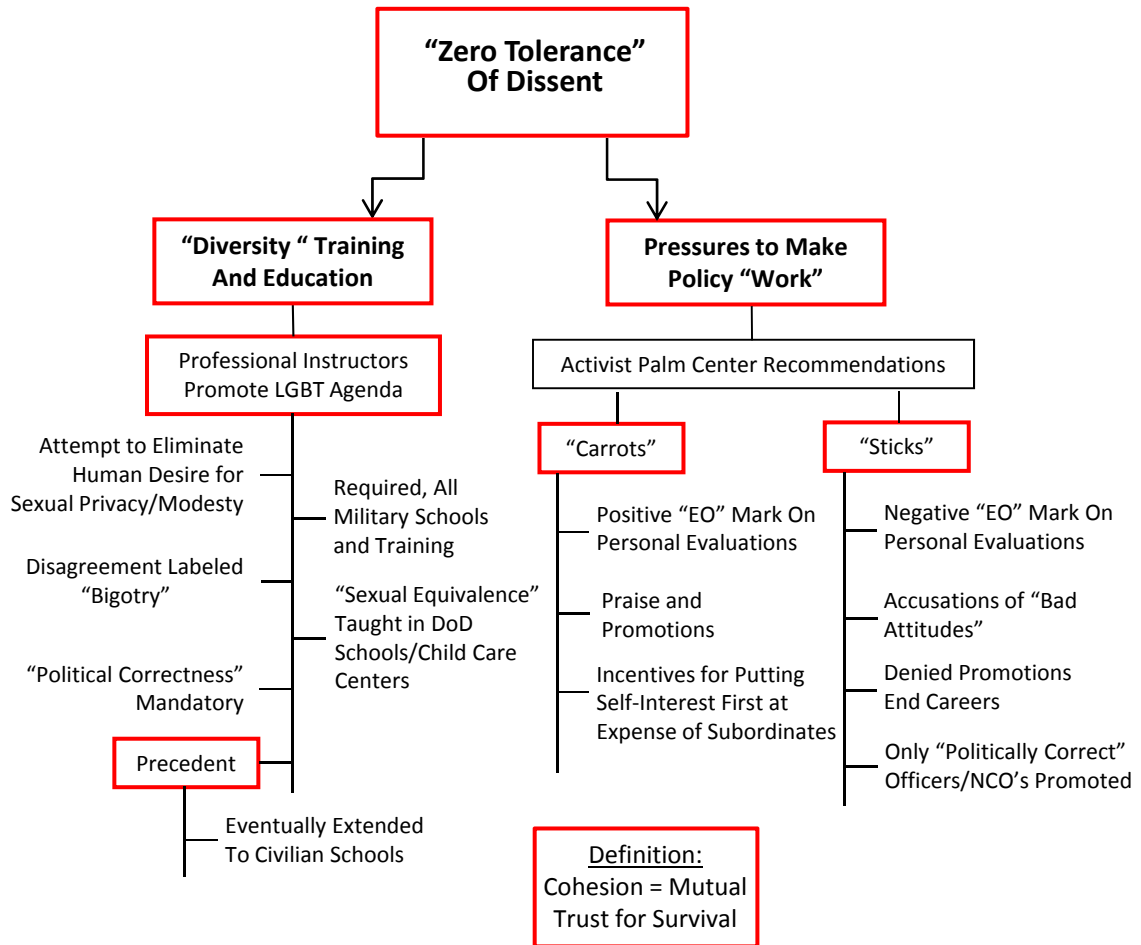 “Zero Tolerance”
Of Dissent
“Diversity “ Training
And Education
Professional Instructors
Promote LGBT Agenda
Attempt to Eliminate
Human Desire for
Sexual Privacy/Modesty
Required, All
Military Schools
and Training
Disagreement Labeled
“Bigotry”
“Sexual Equivalence”
Taught in DoD
Schools/Child Care
Centers
“Political Correctness”
Mandatory
Precedent
Eventually Extended
To Civilian Schools
Pressures to Make
Policy “Work”
Activist Palm Center Recommendations
“Carrots”
Positive “EO” Mark On
Personal Evaluations
Praise and
Promotions
Incentives for Putting
Self-Interest First at
Expense of Subordinates
“Sticks”
Negative “EO” Mark On
Personal Evaluations
Accusations of “Bad
Attitudes”
Denied Promotions
End Careers
Only “Politically Correct”
Officers/NCO’s Promoted
Definition:
Cohesion = Mutual
Trust for Survival